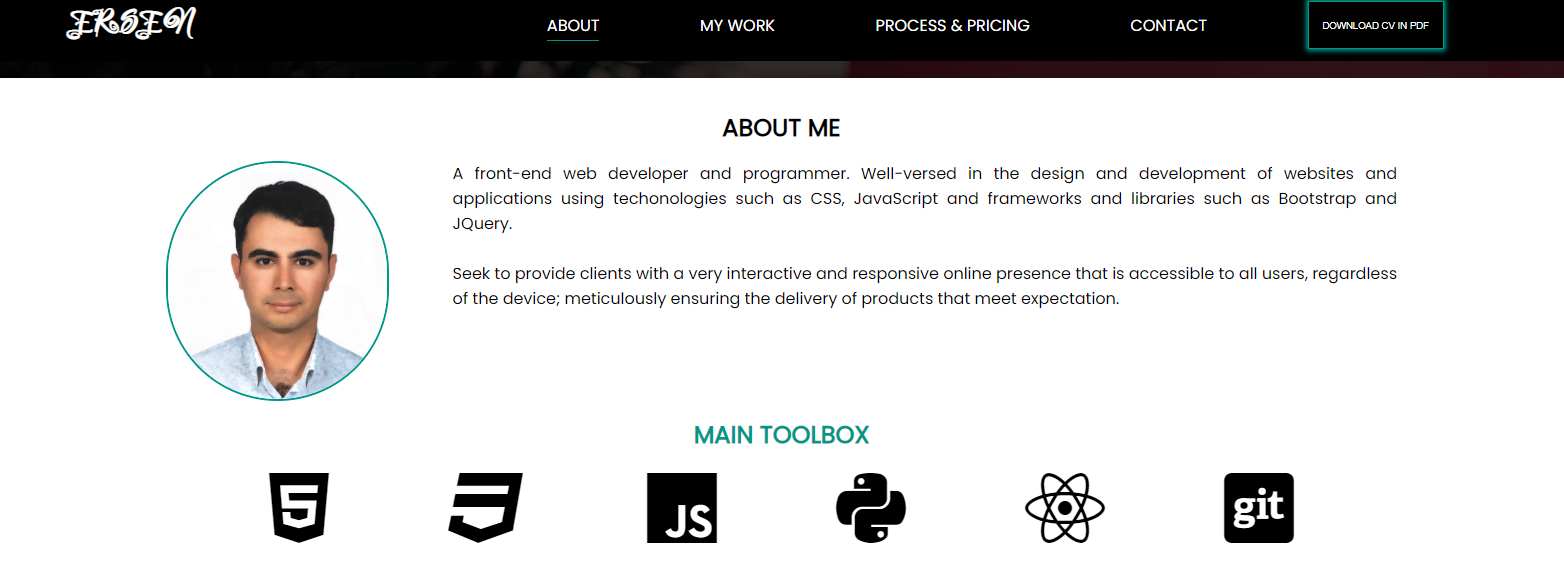 ERSEN
ABOUT
MY WORK
PROCESS & PRICING
CONTACT
DOWNLOAD CV IN PDF
ABOUT ME
A front-end web developer and programmer. Well-versed in the design and development of websites and
applications using techonologies such as CSS, JavaScript and frameworks and libraries such as Bootstrap and
JQuery.
Seek to provide clients with a very interactive and responsive online presence that is accessible to all users, regardless
of the device; meticulously ensuring the delivery of products that meet expectation.
MAIN TOOLBOX
5
JS
git